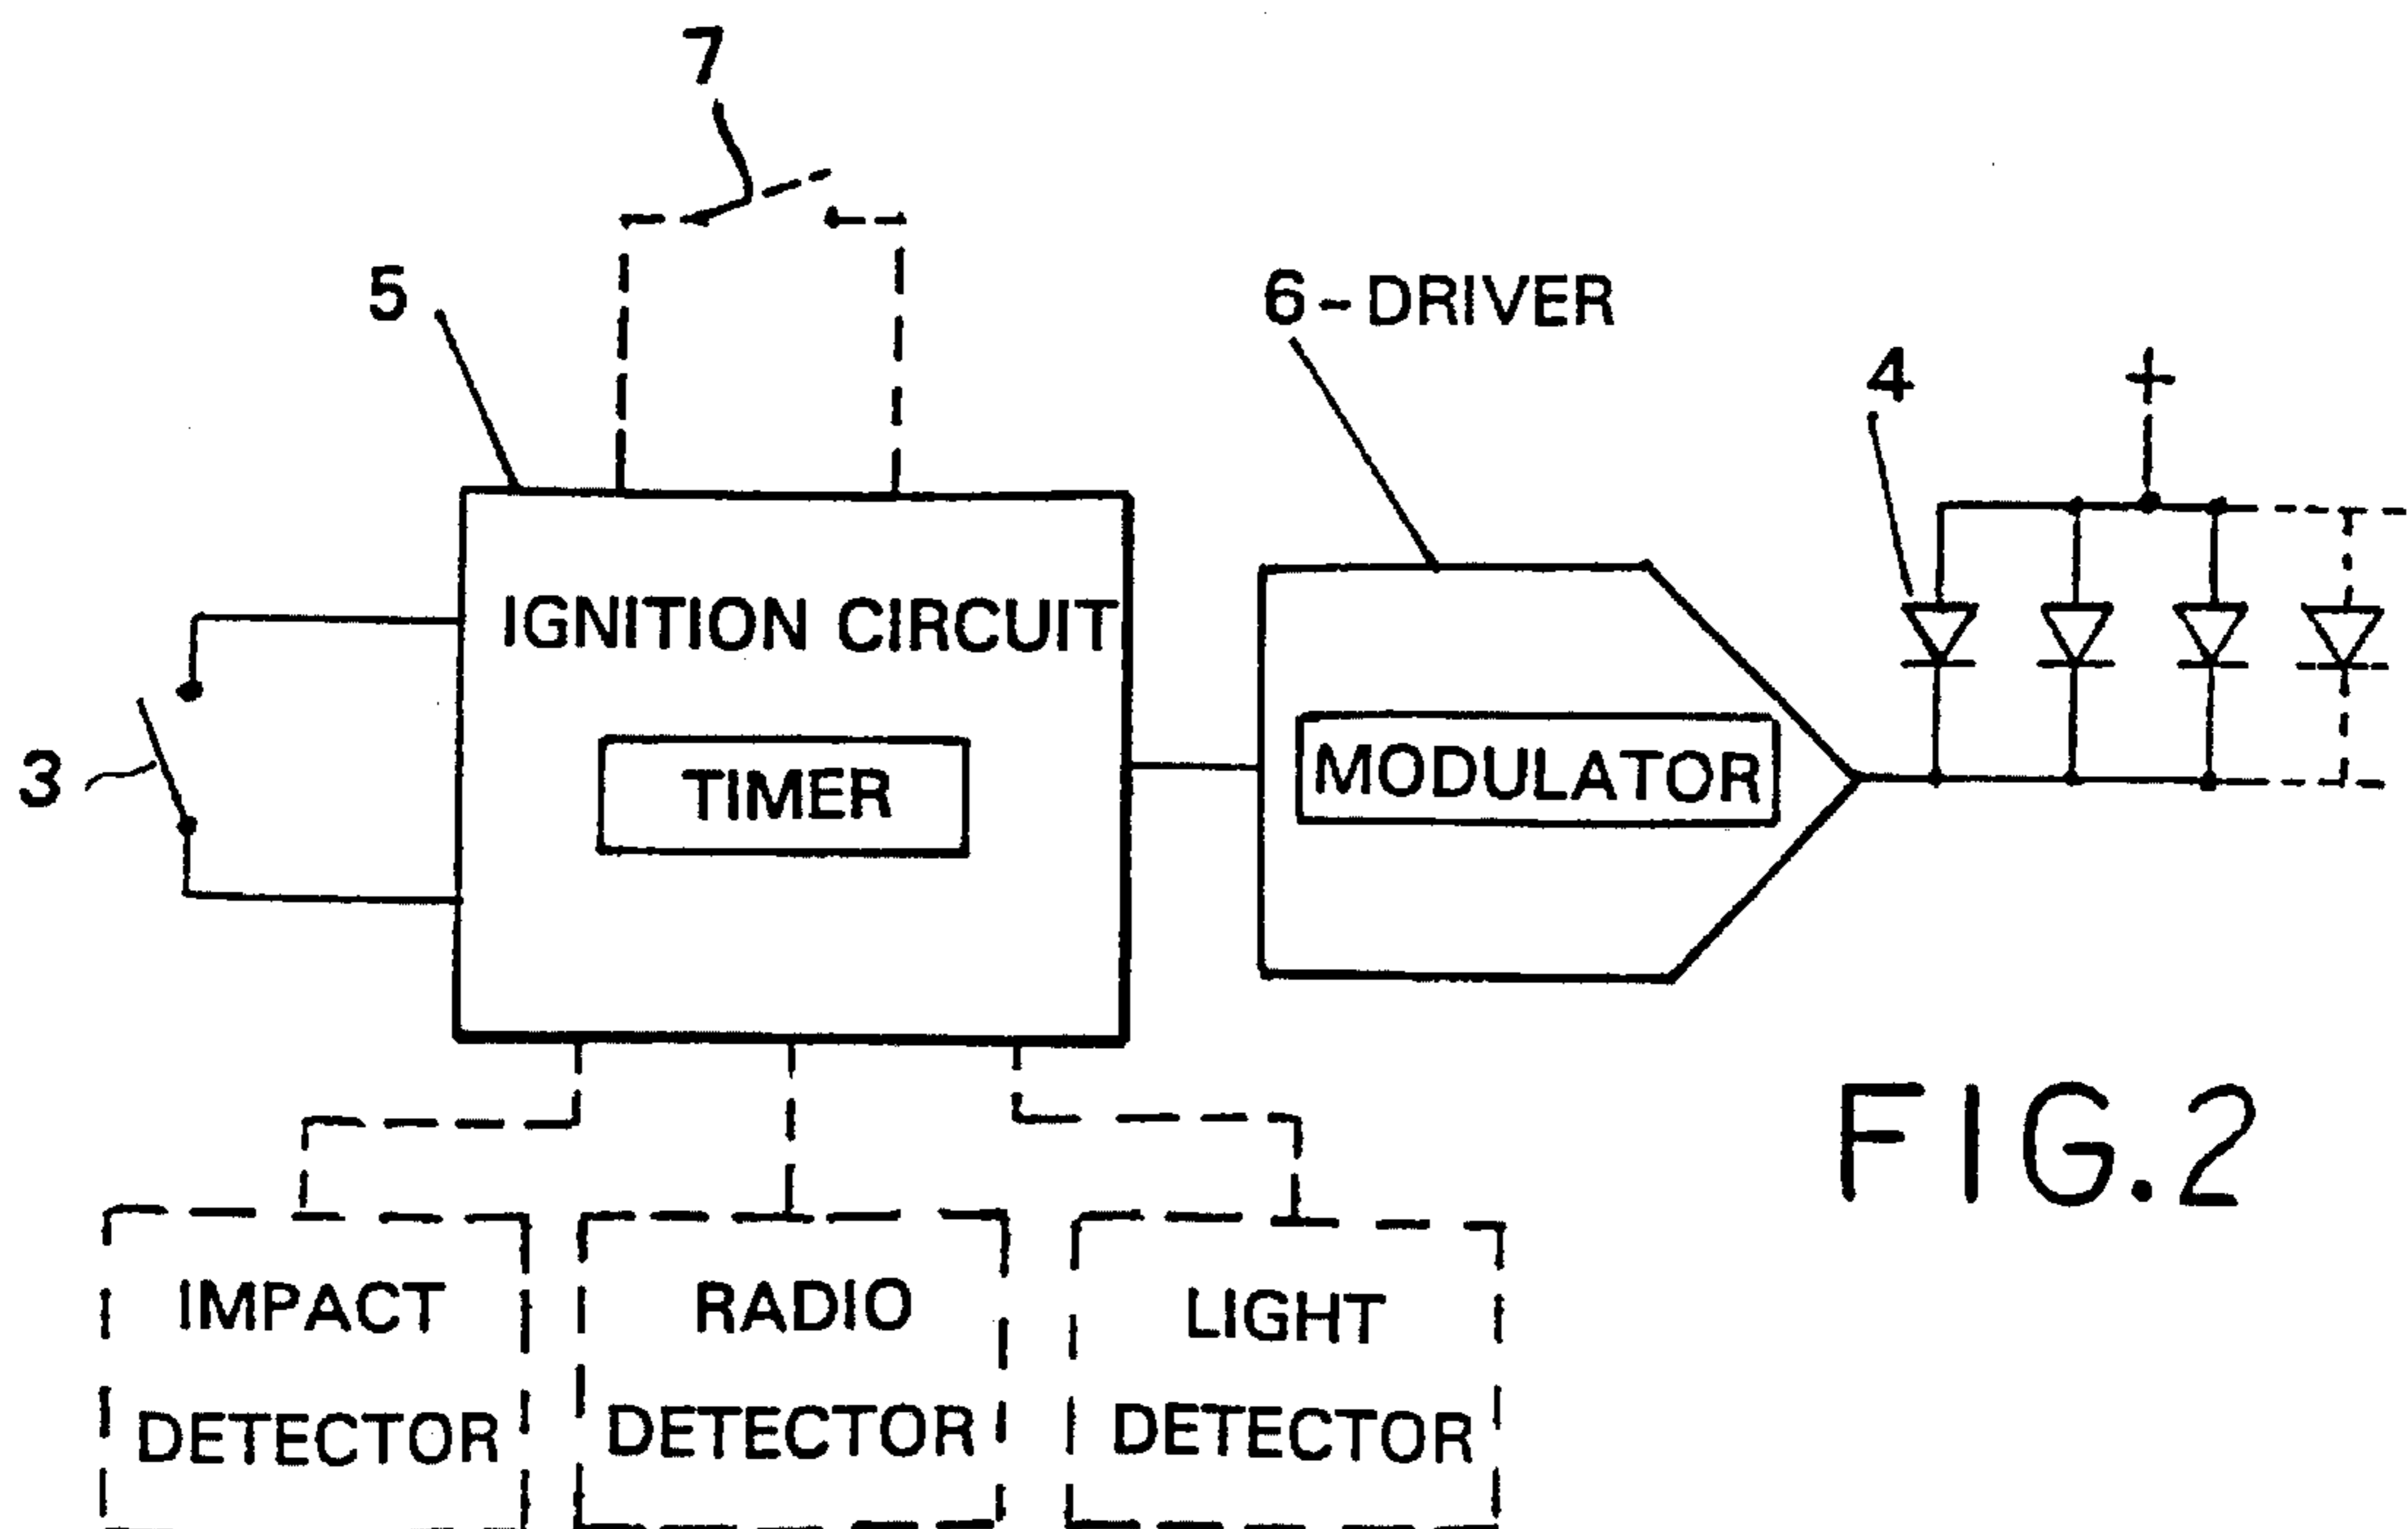 7
5
6-DRIVER
4
+
IGNITION CIRCUIT
3
TIMER
MODULATOR
FIG.2
IMPACT
DETECTOR
RADIO
DETECTOR
LIGHT
DETECTOR